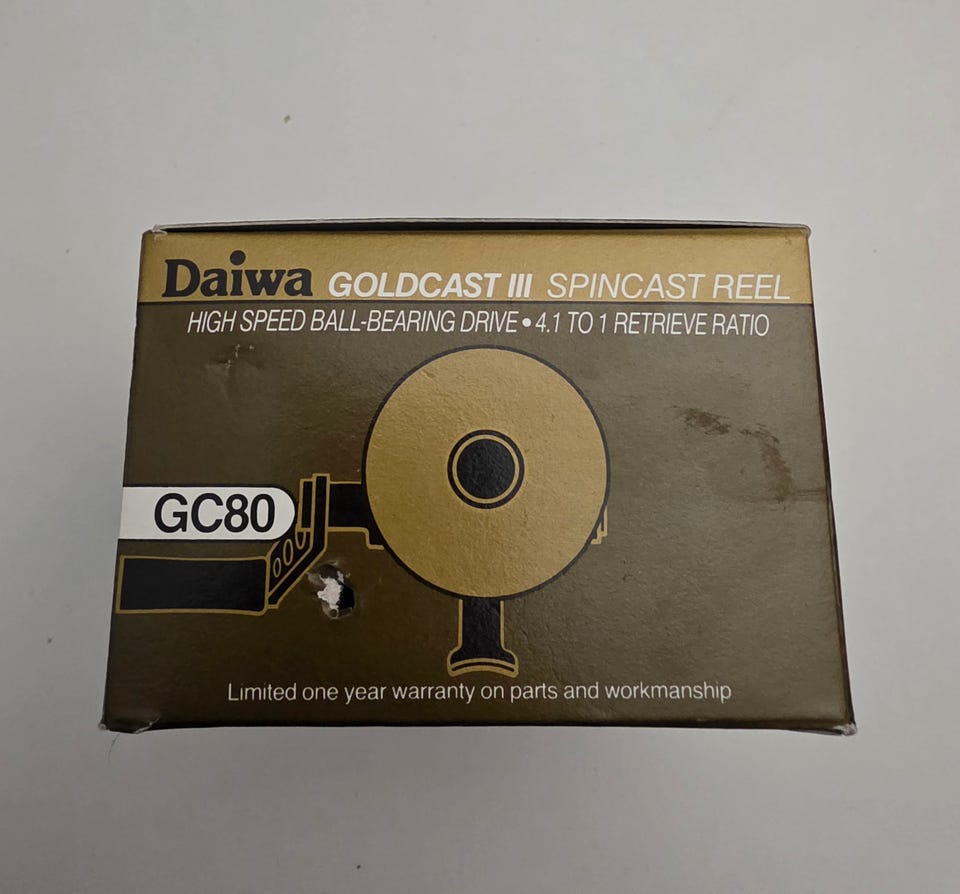 Daiwa GOLDCAST III SPINCAST REEL
HIGH SPEED BALL-BEARING DRIVE • 4.1 TO 1 RETRIEVE RATIO
GC80
Limited one year warranty on parts and workmanship